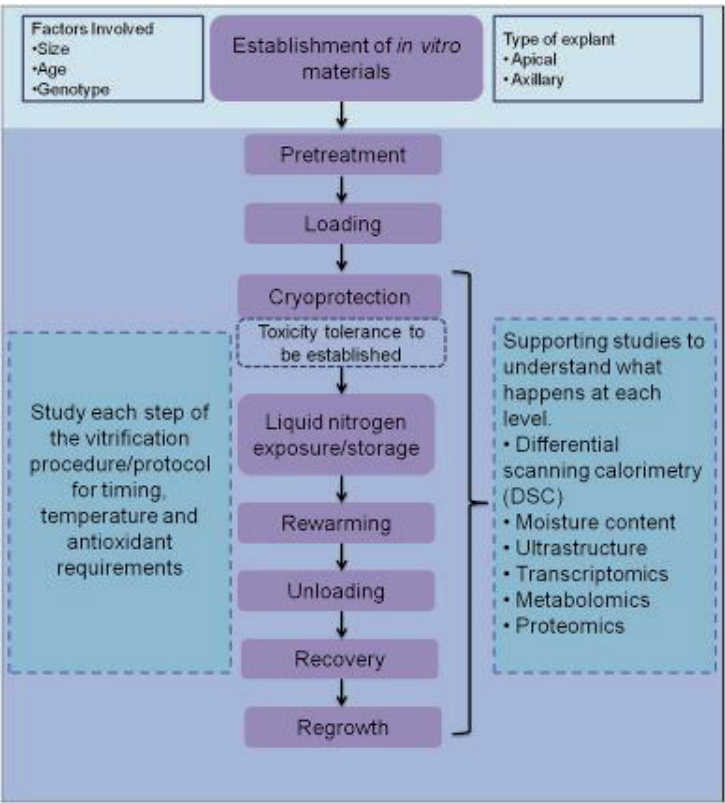 Factors Involved
•Size
•Age
•Genotype
Establishment of in vitro
materials
Type of explant
• Apical
• Axillary
Pretreatment
Loading
Cryoprotection
Toxicity tolerance to
be established
Liquid nitrogen
exposure/storage
Rewarming
Unloading
Recovery
Regrowth
Study each step of
the vitrification
procedure/protocol
for timing,
temperature and
antioxidant
requirements
Supporting studies to
understand what
happens at each
level.
• Differential
scanning calorimetry
(DSC)
• Moisture content
• Ultrastructure
• Transcriptomics
• Metabolomics
• Proteomics